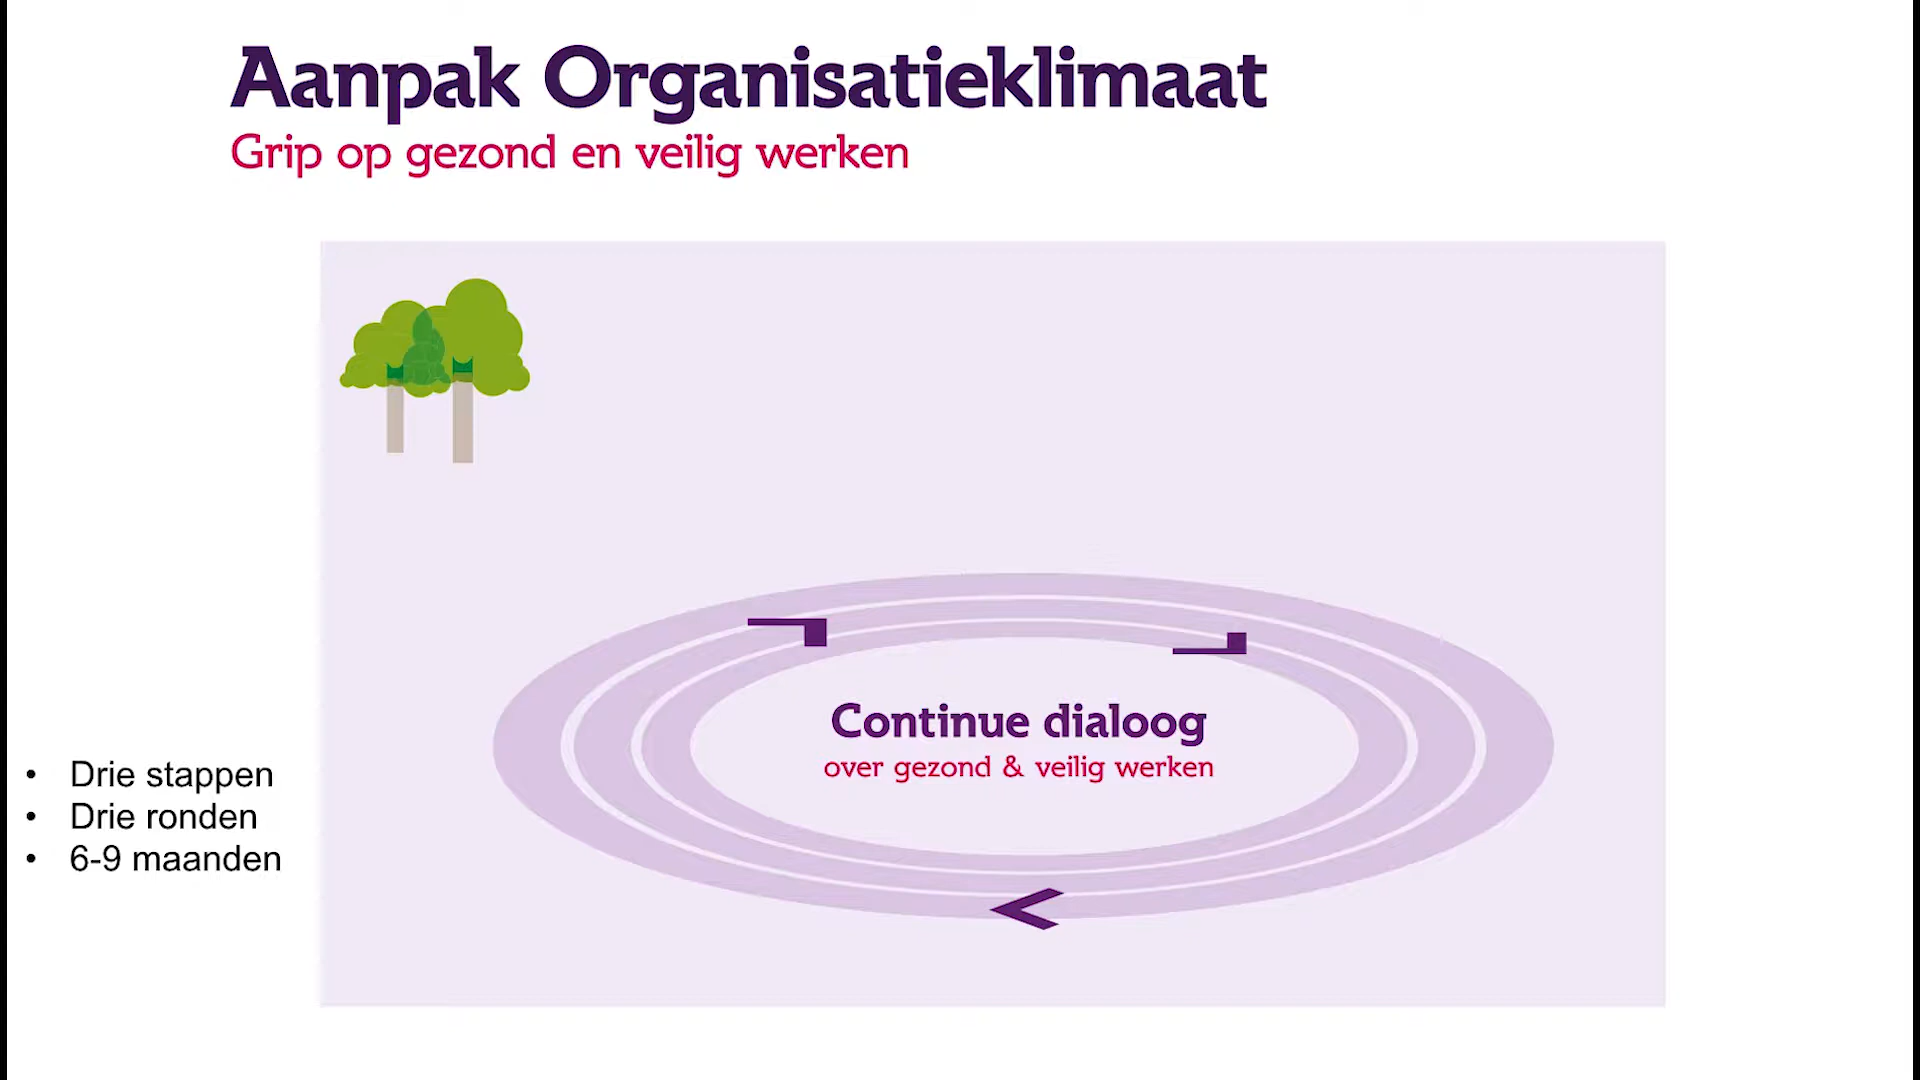 Aanpak Organisatieklimaat
Grip op gezond en veilig werken
Continue dialoog
over gezond & veilig werken
• Drie stappen
• Drie ronden
• 6-9 maanden